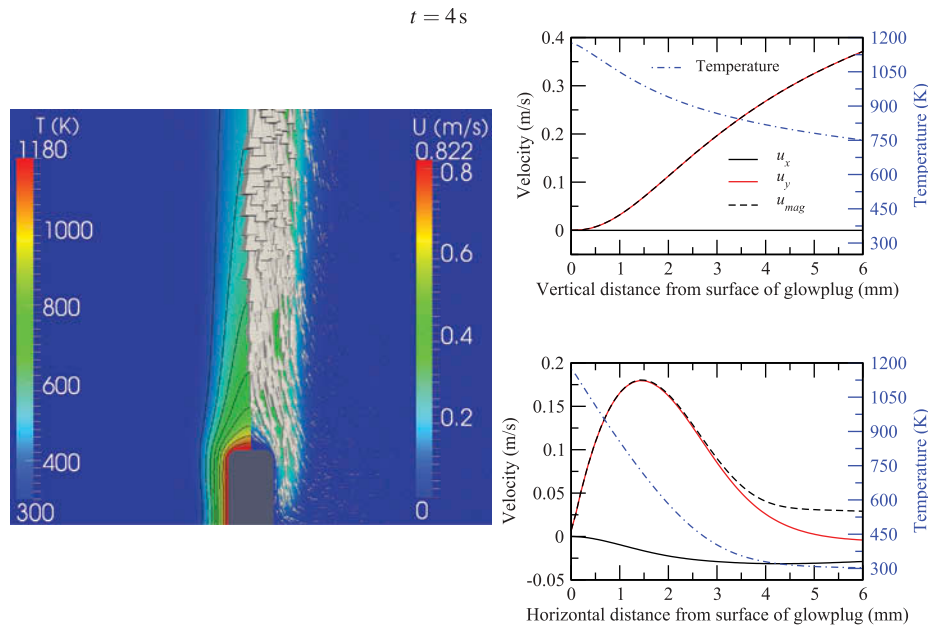 t = 4 s
T (K)
1180
1000
800
600
400
300
U (m/s)
0.822
0.8
0.6
0.4
0.2
0
0.4
0.3
0.2
0.1
0
Velocity (m/s)
Temperature
u_x
u_y
u_mag
1200
1050
900
750
600
450
300
Temperature (K)
0 1 2 3 4 5 6
Vertical distance from surface of glowplug (mm)
0.2
0.15
0.1
0.05
0
-0.05
Velocity (m/s)
1200
1050
900
750
600
450
300
Temperature (K)
0 1 2 3 4 5 6
Horizontal distance from surface of glowplug (mm)